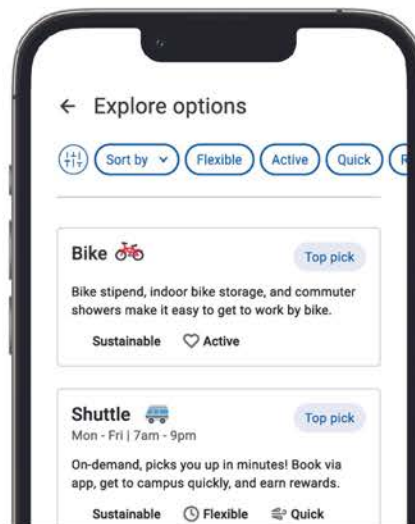 Explore options
Sort by Flexible Active Quick
Bike Top pick
Bike stipend, indoor bike storage, and commuter
showers make it easy to get to work by bike.
Sustainable Active
Shuttle Top pick
Mon - Fri | 7am - 9pm
On-demand, picks you up in minutes! Book via
app, get to campus quickly, and earn rewards.
Sustainable Flexible Quick